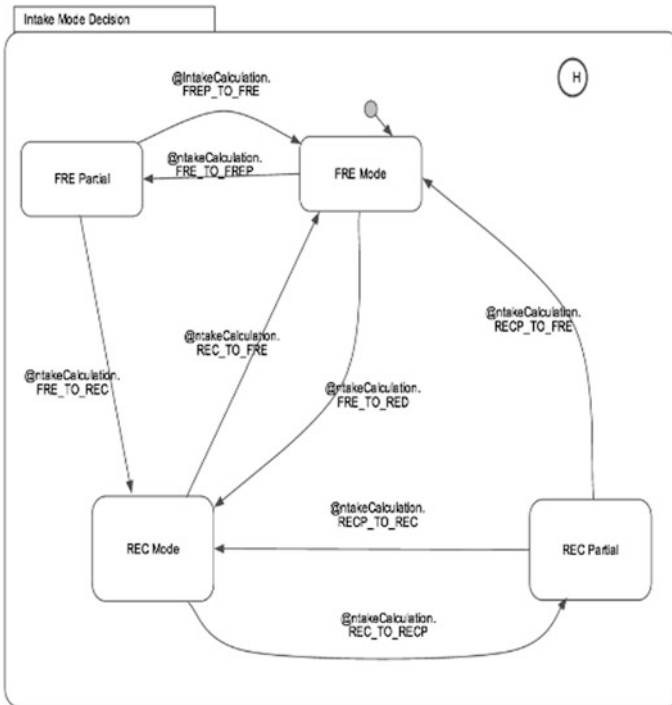 Intake Mode Decision
H
@IntakeCalculation.
FREP_TO_FRE
@ntakeCalculation.
FRE_TO_FREP
FRE Partial
FRE Mode
@ntakeCalculation.
RECP_TO_FRE
@ntakeCalculation.
REC_TO_FRE
@ntakeCalculation.
FRE_TO_REC
@ntakeCalculation.
FRE_TO_RED
@ntakeCalculation.
RECP_TO_REC
REC Mode
REC Partial
@ntakeCalculation.
REC_TO_RECP